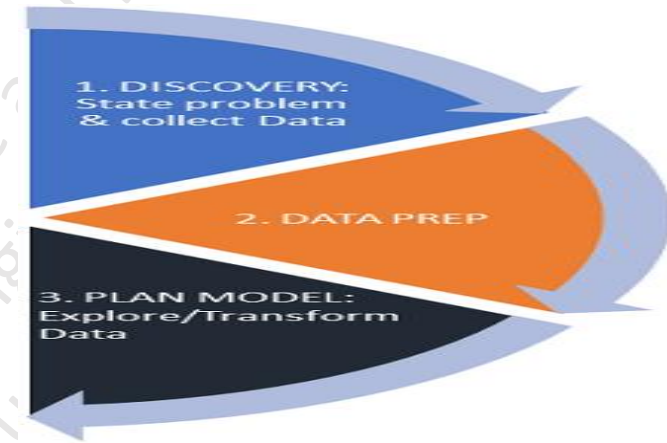 1. DISCOVERY:
State problem
& collect Data
2. DATA PREP
3. PLAN MODEL:
Explore/Transform
Data